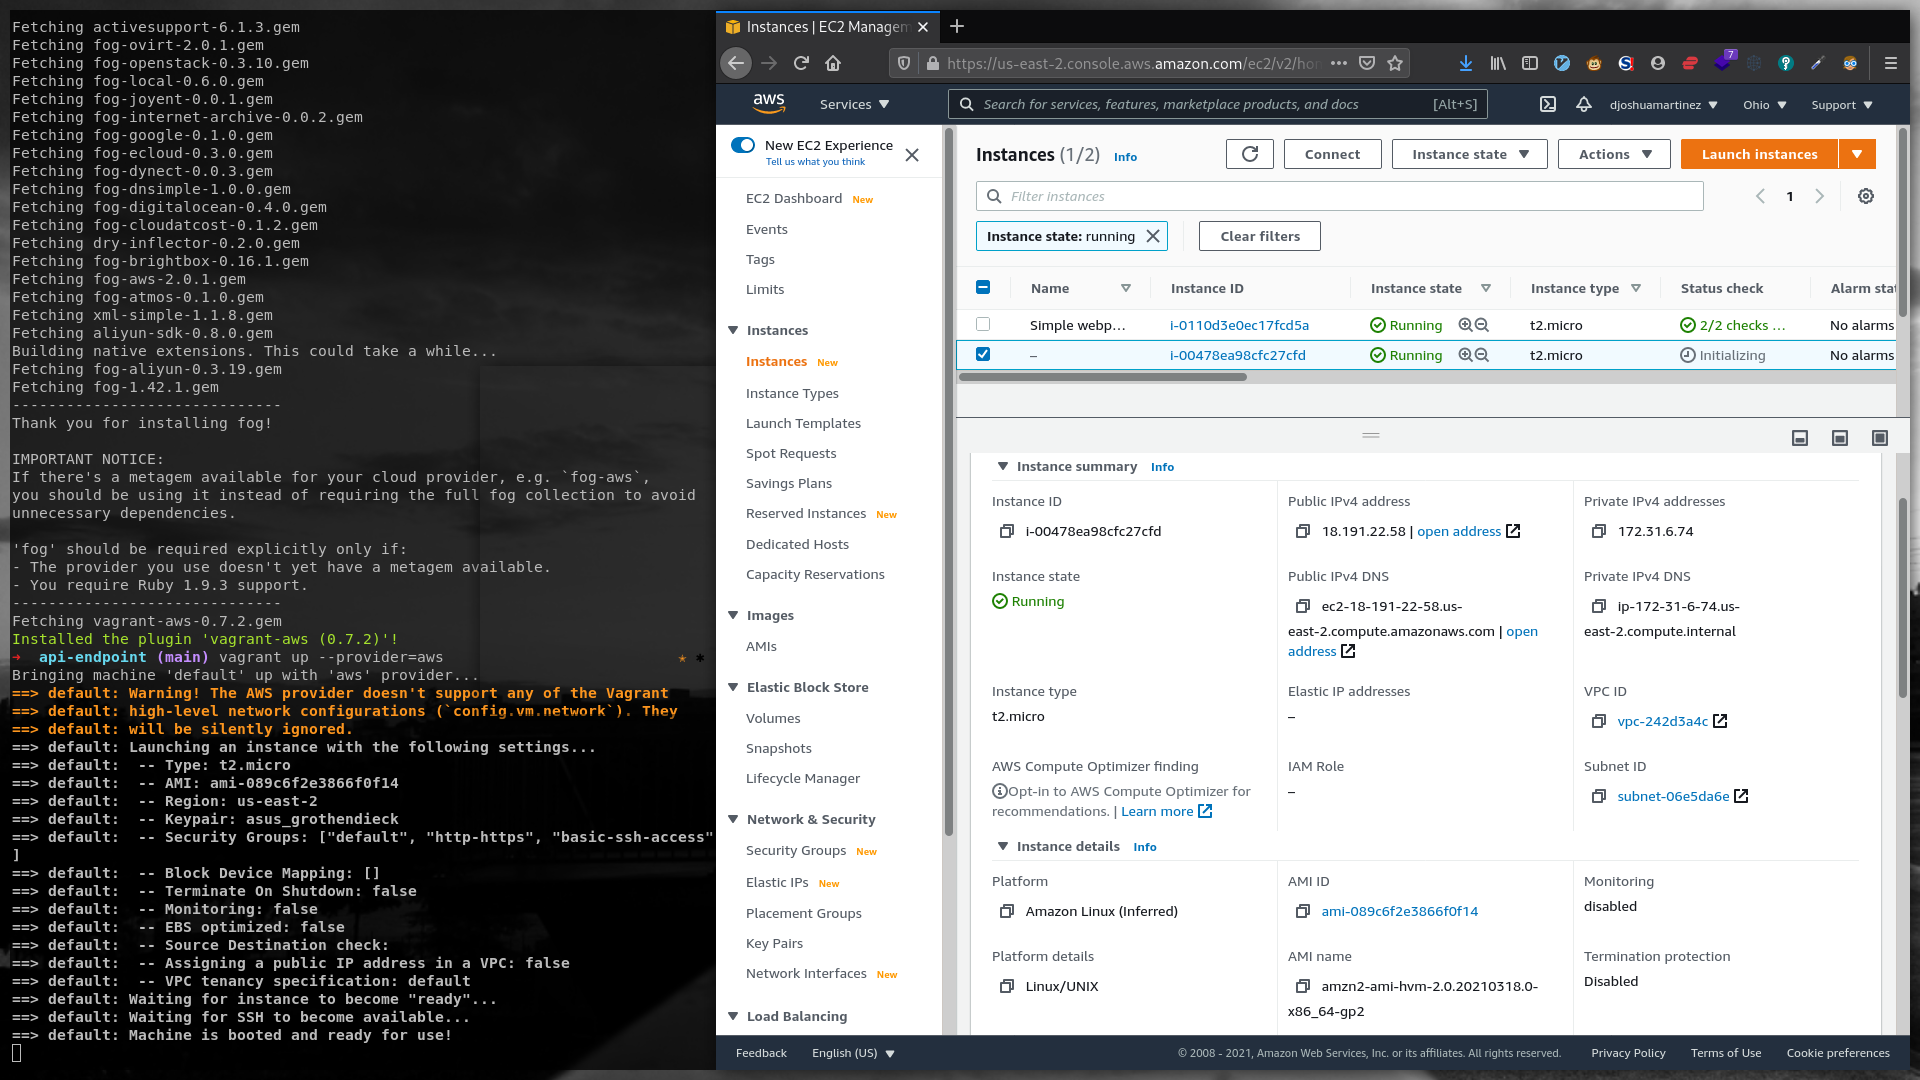 Fetching activesupport-6.1.3.gem
Fetching fog-ovirt-2.0.1.gem
Fetching fog-openstack-0.3.10.gem
Fetching fog-local-0.6.0.gem
Fetching fog-joyent-0.0.1.gem
Fetching fog-internet-archive-0.0.2.gem
Fetching fog-google-0.1.0.gem
Fetching fog-ecloud-0.3.0.gem
Fetching fog-dynect-0.0.3.gem
Fetching fog-dnsimple-1.0.0.gem
Fetching fog-digitalocean-0.4.0.gem
Fetching fog-cloudatcost-0.1.2.gem
Fetching dry-inflector-0.2.0.gem
Fetching fog-brightbox-0.16.1.gem
Fetching fog-aws-2.0.1.gem
Fetching fog-atmos-0.1.0.gem
Fetching xml-simple-1.1.8.gem
Fetching aliyun-sdk-0.8.0.gem
Building native extensions. This could take a while...
Fetching fog-aliyun-0.3.19.gem
Fetching fog-1.42.1.gem
------------------------------
Thank you for installing fog!
IMPORTANT NOTICE:
If there's a metagem available for your cloud provider, e.g. `fog-aws`,
you should be using it instead of requiring the full fog collection to avoid
unnecessary dependencies.
'fog' should be required explicitly only if:
- The provider you use doesn't yet have a metagem available.
- You require Ruby 1.9.3 support.
------------------------------
Fetching vagrant-aws-0.7.2.gem
Installed the plugin 'vagrant-aws (0.7.2)'!
➜ api-endpoint (main) vagrant up --provider=aws ★ ✱
Bringing machine 'default' up with 'aws' provider...
==> default: Warning! The AWS provider doesn't support any of the Vagrant
==> default: high-level network configurations (`config.vm.network`). They
==> default: will be silently ignored.
==> default: Launching an instance with the following settings...
==> default:  -- Type: t2.micro
==> default:  -- AMI: ami-089c6f2e3866f0f14
==> default:  -- Region: us-east-2
==> default:  -- Keypair: asus_grothendieck
==> default:  -- Security Groups: ["default", "http-https", "basic-ssh-access"
]
==> default:  -- Block Device Mapping: []
==> default:  -- Terminate On Shutdown: false
==> default:  -- Monitoring: false
==> default:  -- EBS optimized: false
==> default:  -- Source Destination check:
==> default:  -- Assigning a public IP address in a VPC: false
==> default:  -- VPC tenancy specification: default
==> default: Waiting for instance to become "ready"...
==> default: Waiting for SSH to become available...
==> default: Machine is booted and ready for use!
Instances | EC2 Managem
https://us-east-2.console.aws.amazon.com/ec2/v2/hom
7
aws Services Search for services, features, marketplace products, and docs [Alt+S] djoshuamartinez Ohio Support
New EC2 Experience
Tell us what you think
EC2 Dashboard New
Events
Tags
Limits
Instances
Instances New
Instance Types
Launch Templates
Spot Requests
Savings Plans
Reserved Instances New
Dedicated Hosts
Capacity Reservations
Images
AMIs
Elastic Block Store
Volumes
Snapshots
Lifecycle Manager
Network & Security
Security Groups New
Elastic IPs New
Placement Groups
Key Pairs
Network Interfaces New
Load Balancing
Instances (1/2) Info Connect Instance state Actions Launch instances
Filter instances 1
Instance state: running Clear filters
Name Instance ID Instance state Instance type Status check Alarm stat
Simple webp... i-0110d3e0ec17fcd5a Running t2.micro 2/2 checks ... No alarms
– i-00478ea98cfc27cfd Running t2.micro Initializing No alarms
Instance summary Info
Instance ID
i-00478ea98cfc27cfd
Public IPv4 address
18.191.22.58 | open address
Private IPv4 addresses
172.31.6.74
Instance state
Running
Public IPv4 DNS
ec2-18-191-22-58.us-
east-2.compute.amazonaws.com | open
address
Private IPv4 DNS
ip-172-31-6-74.us-
east-2.compute.internal
Instance type
t2.micro
Elastic IP addresses
–
VPC ID
vpc-242d3a4c
AWS Compute Optimizer finding
Opt-in to AWS Compute Optimizer for
recommendations. | Learn more
IAM Role
–
Subnet ID
subnet-06e5da6e
Instance details Info
Platform
Amazon Linux (Inferred)
AMI ID
ami-089c6f2e3866f0f14
Monitoring
disabled
Platform details
Linux/UNIX
AMI name
amzn2-ami-hvm-2.0.20210318.0-
x86_64-gp2
Termination protection
Disabled
Feedback English (US) © 2008 - 2021, Amazon Web Services, Inc. or its affiliates. All rights reserved. Privacy Policy Terms of Use Cookie preferences